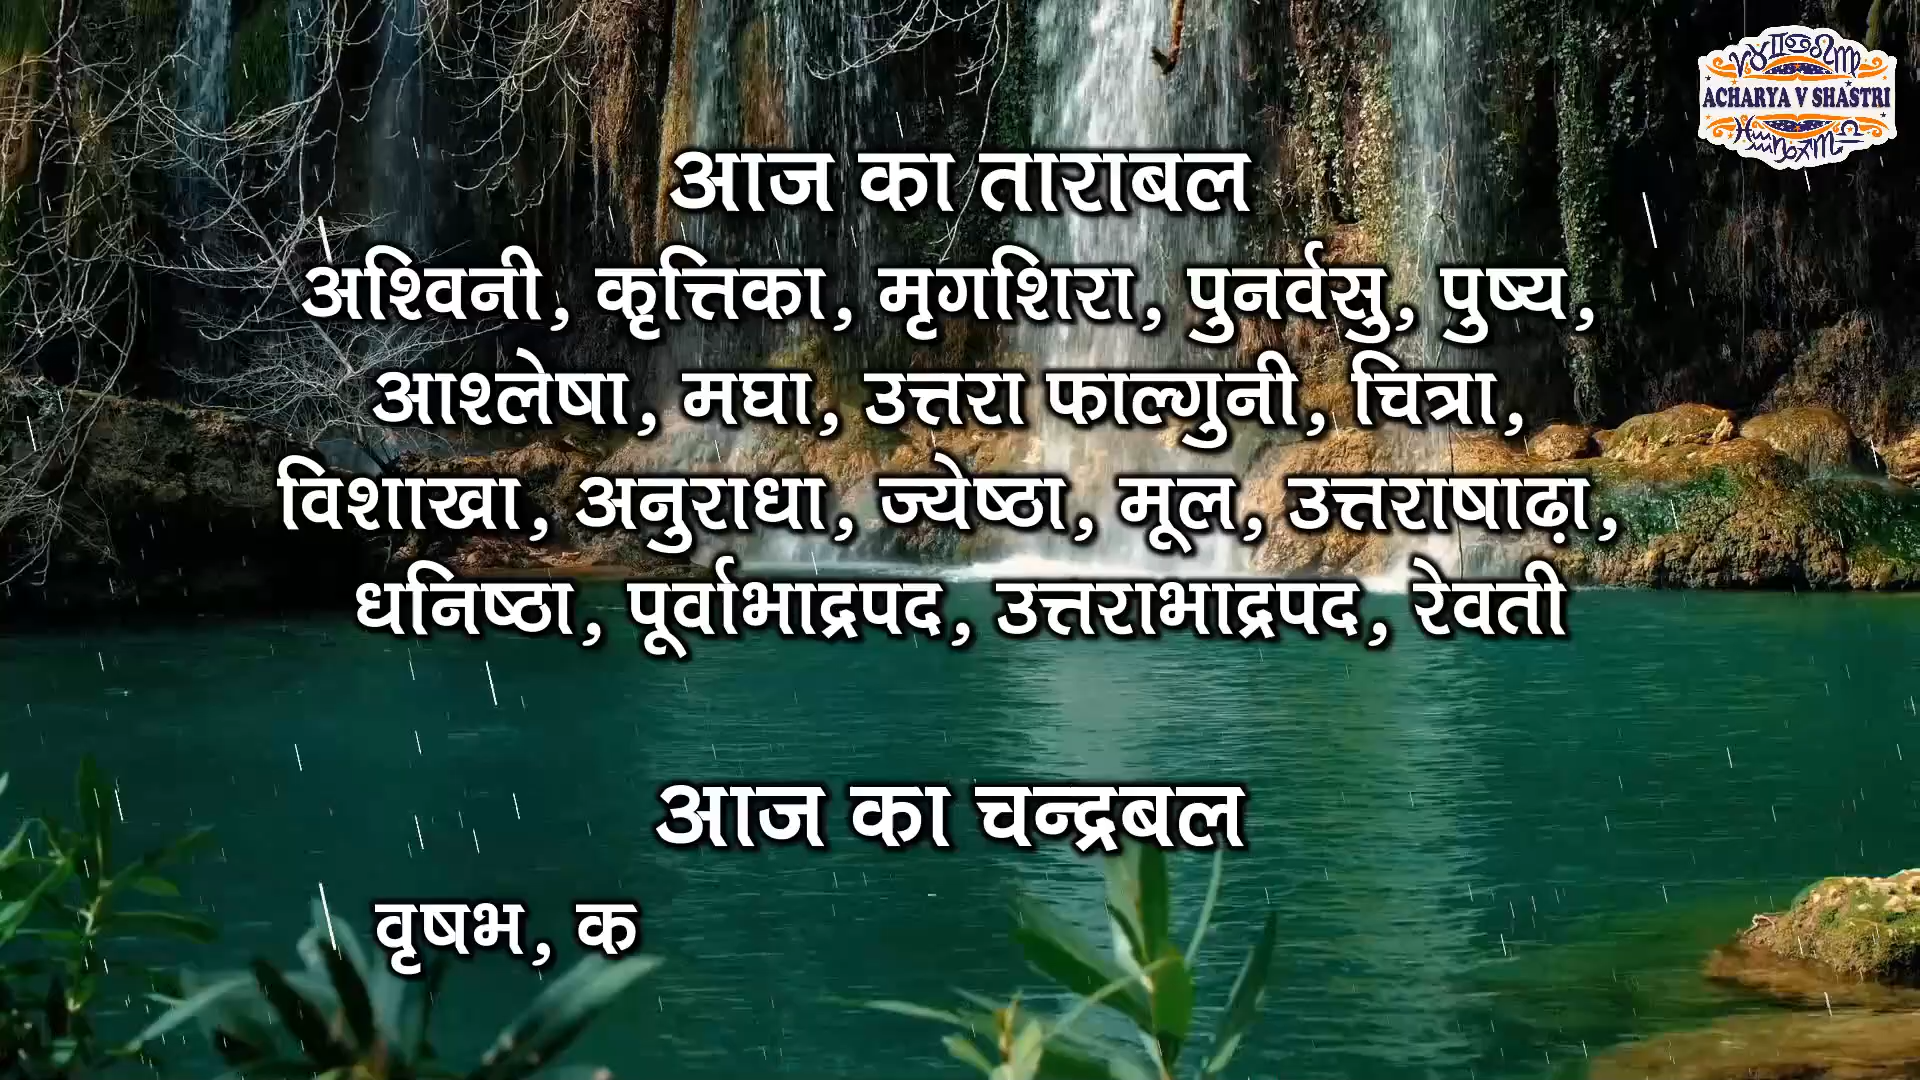 ACHARYA V SHASTRI
आज का ताराबल
अश्विनी, कृत्तिका, मृगशिरा, पुनर्वसु, पुष्य,
आश्लेषा, मघा, उत्तरा फाल्गुनी, चित्रा,
विशाखा, अनुराधा, ज्येष्ठा, मूल, उत्तराषाढ़ा,
धनिष्ठा, पूर्वाभाद्रपद, उत्तराभाद्रपद, रेवती
आज का चन्द्रबल
वृषभ, क